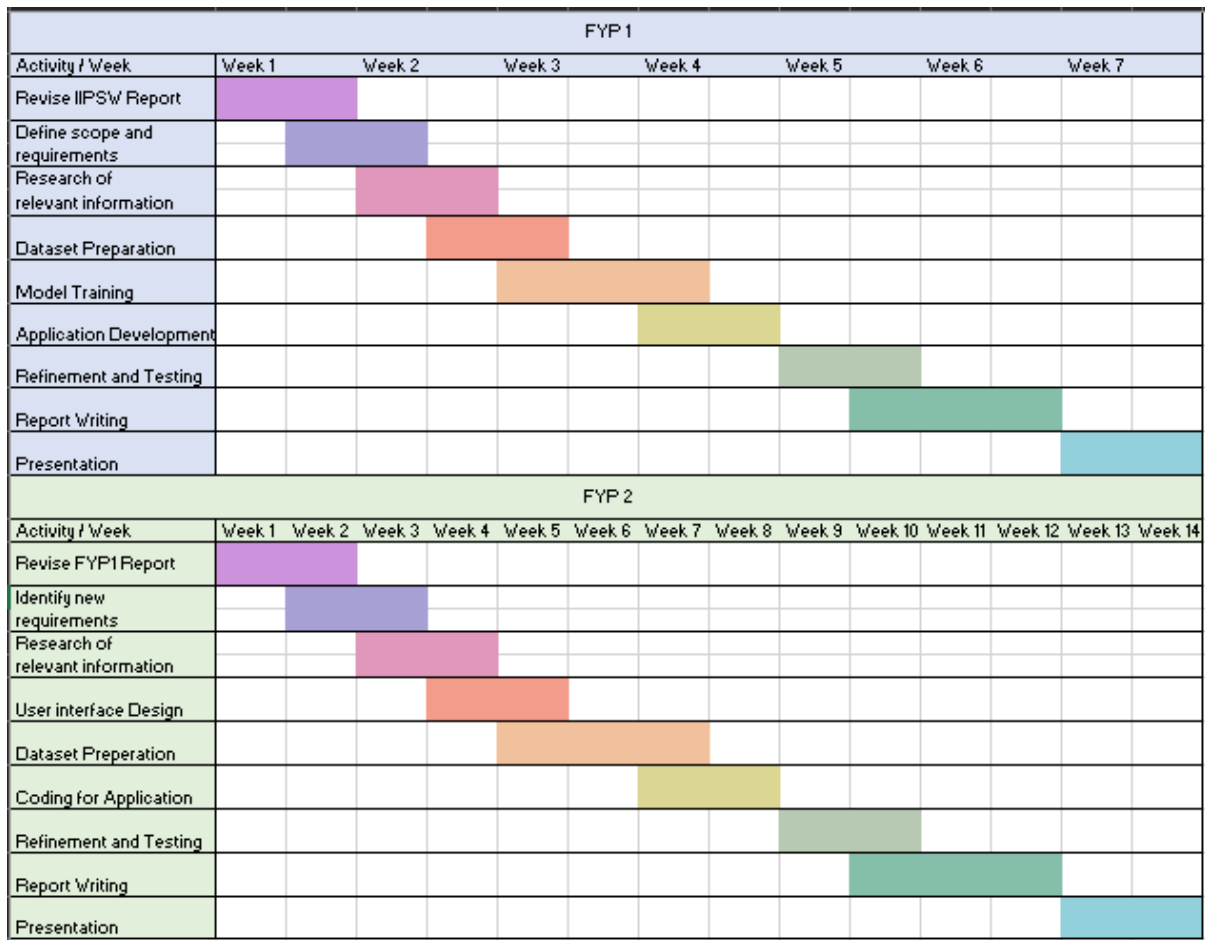 FYP 1
Activity / Week Week 1 Week 2 Week 3 Week 4 Week 5 Week 6 Week 7
Revise IIPSW Report
Define scope and
requirements
Research of
relevant information
Dataset Preparation
Model Training
Application Development
Refinement and Testing
Report Writing
Presentation
FYP 2
Activity / Week Week 1 Week 2 Week 3 Week 4 Week 5 Week 6 Week 7 Week 8 Week 9 Week 10 Week 11 Week 12 Week 13 Week 14
Revise FYP1 Report
Identify new
requirements
Research of
relevant information
User interface Design
Dataset Preperation
Coding for Application
Refinement and Testing
Report Writing
Presentation